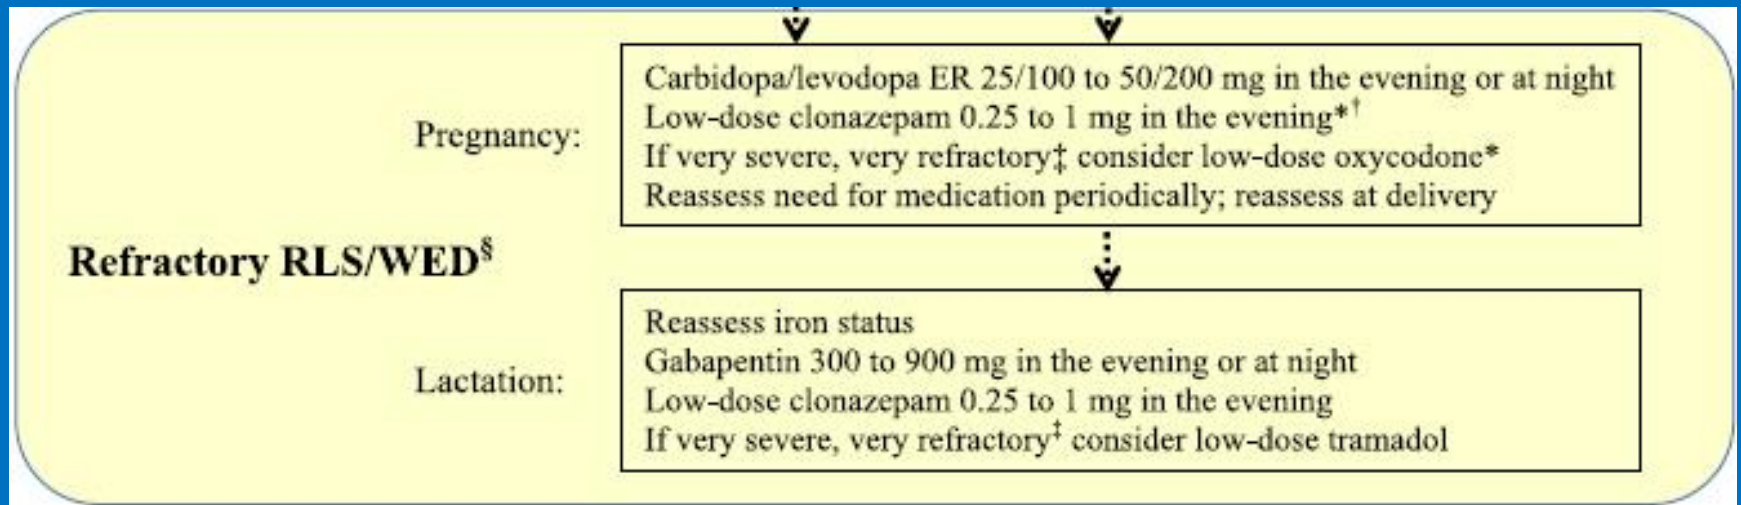 Pregnancy:
Carbidopa/levodopa ER 25/100 to 50/200 mg in the evening or at night
Low-dose clonazepam 0.25 to 1 mg in the evening*†
If very severe, very refractory‡ consider low-dose oxycodone*
Reassess need for medication periodically; reassess at delivery
Refractory RLS/WED§
Lactation:
Reassess iron status
Gabapentin 300 to 900 mg in the evening or at night
Low-dose clonazepam 0.25 to 1 mg in the evening
If very severe, very refractory‡ consider low-dose tramadol